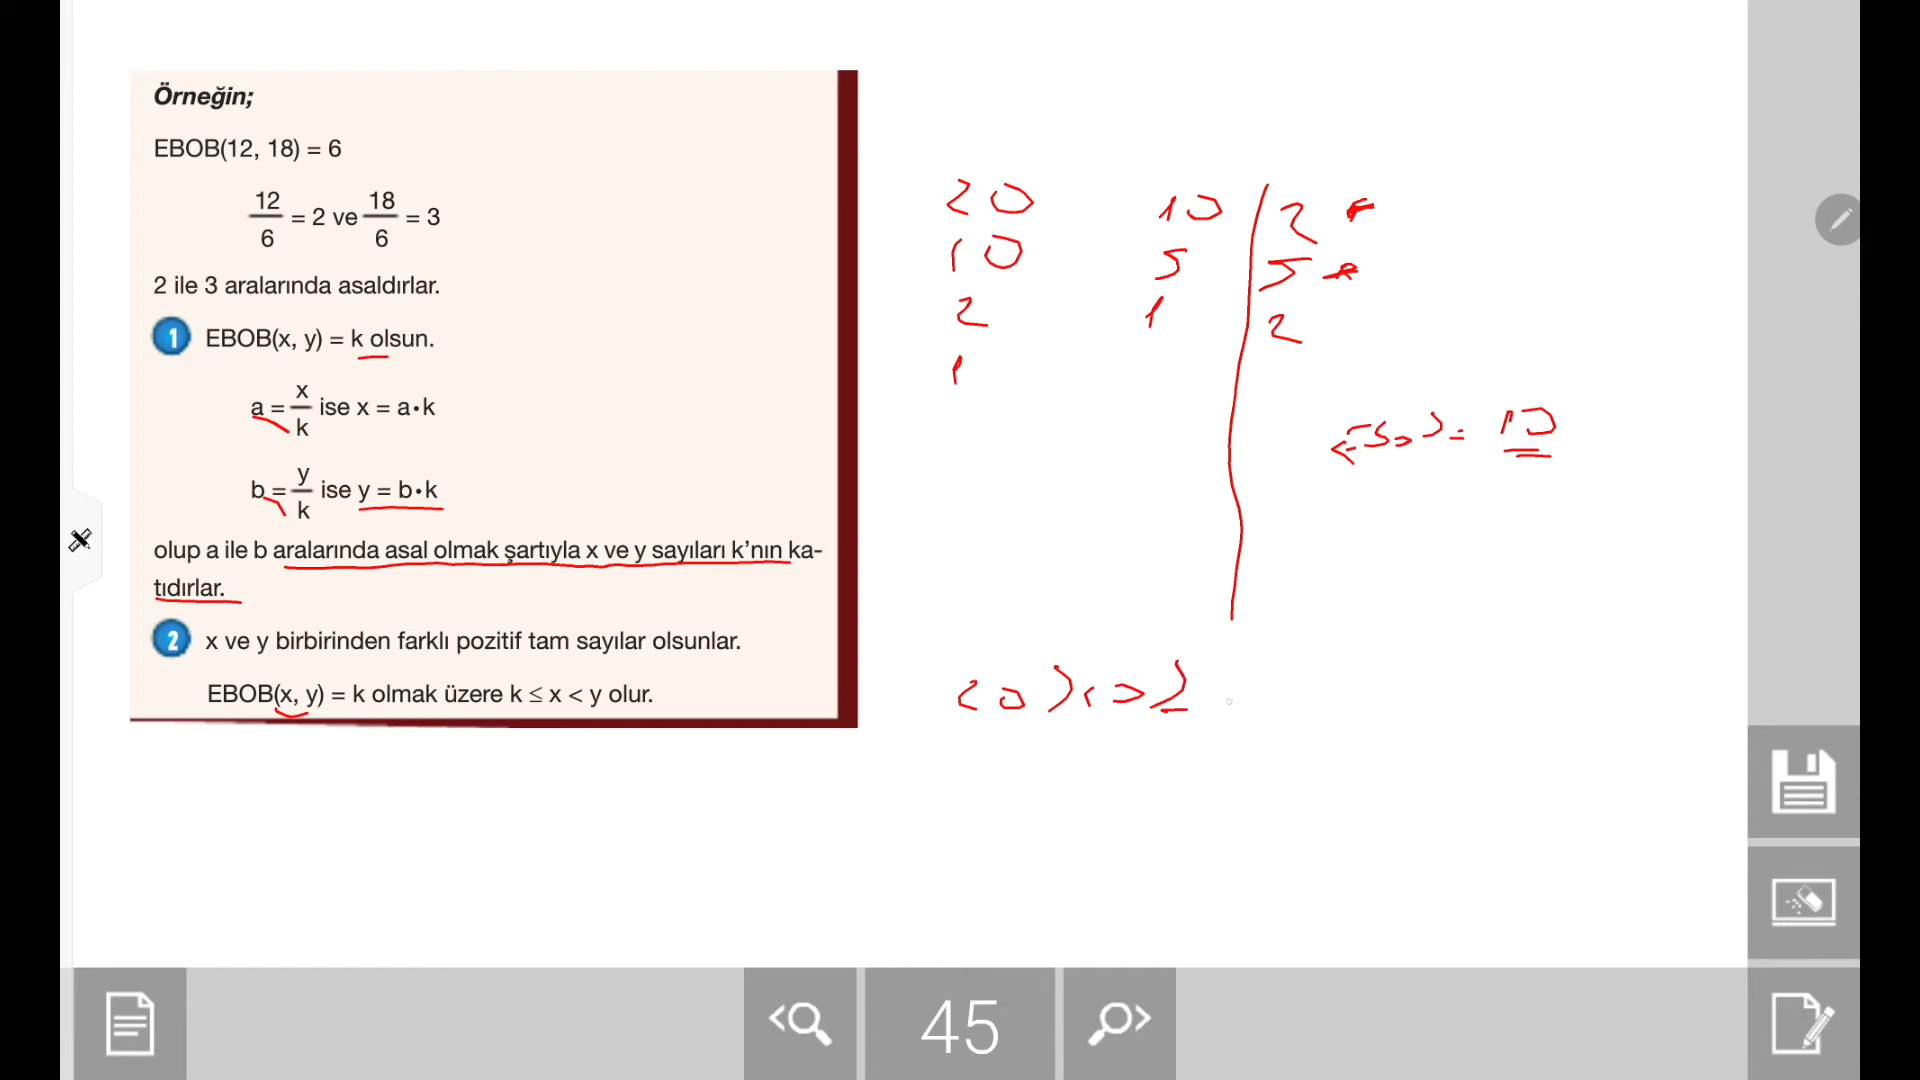 Örneğin;
EBOB(12, 18) = 6
12/6 = 2 ve 18/6 = 3
2 ile 3 aralarında asaldırlar.
1 EBOB(x, y) = k olsun.
a = x/k ise x = a·k
b = y/k ise y = b·k
olup a ile b aralarında asal olmak şartıyla x ve y sayıları k’nın ka-
tıdırlar.
2 x ve y birbirinden farklı pozitif tam sayılar olsunlar.
EBOB(x, y) = k olmak üzere k ≤ x < y olur.
20 10 2
10 5 5
2 1 2
1
= 10
20 > 10 ≥
45